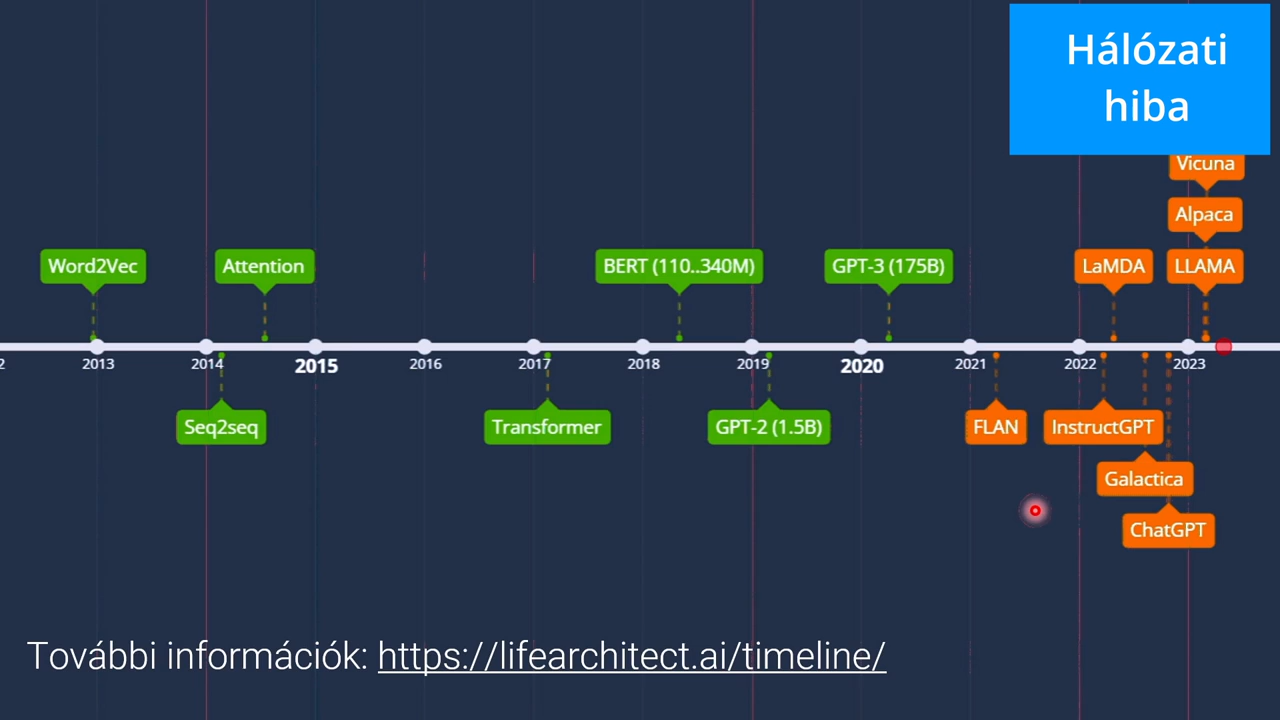 Hálózati
hiba
Vicuna
Alpaca
Word2Vec
Attention
BERT (110..340M)
GPT-3 (175B)
LaMDA
LLAMA
2
2013
2014
2015
2016
2017
2018
2019
2020
2021
2022
2023
Seq2seq
Transformer
GPT-2 (1.5B)
FLAN
InstructGPT
Galactica
ChatGPT
További információk: https://lifearchitect.ai/timeline/